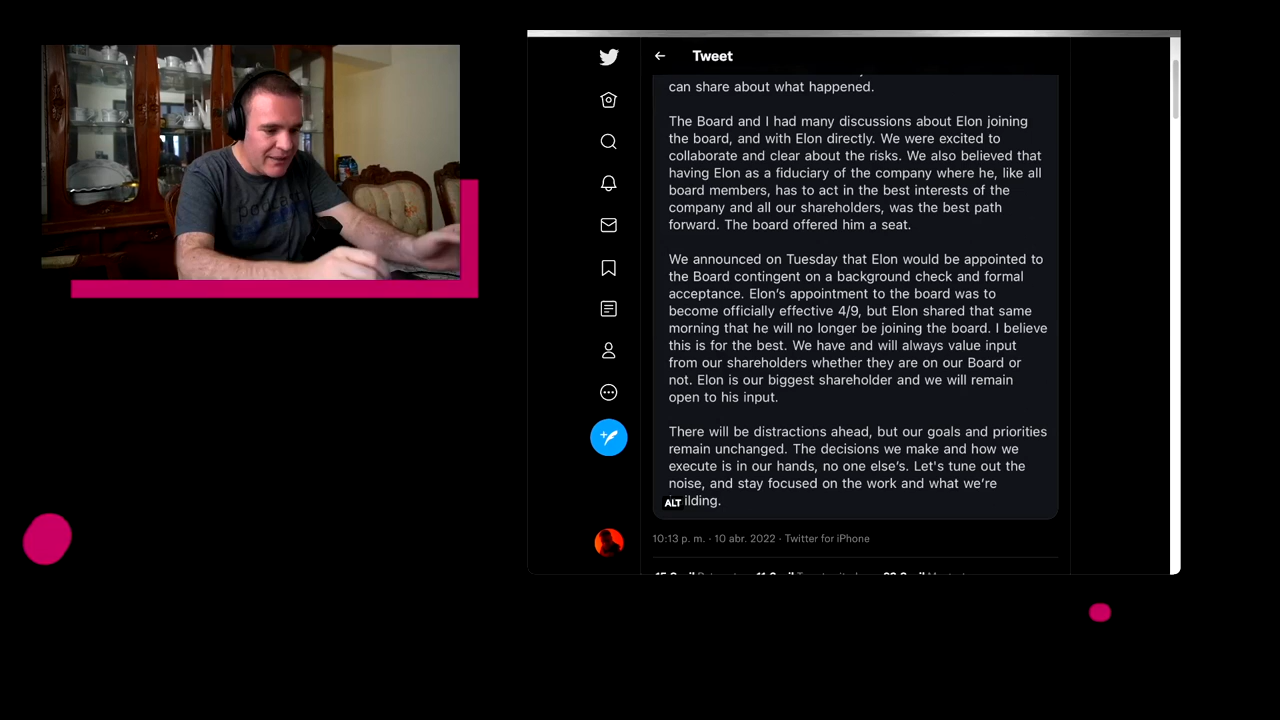 Tweet
can share about what happened.
The Board and I had many discussions about Elon joining
the board, and with Elon directly. We were excited to
collaborate and clear about the risks. We also believed that
having Elon as a fiduciary of the company where he, like all
board members, has to act in the best interests of the
company and all our shareholders, was the best path
forward. The board offered him a seat.
We announced on Tuesday that Elon would be appointed to
the Board contingent on a background check and formal
acceptance. Elon's appointment to the board was to
become officially effective 4/9, but Elon shared that same
morning that he will no longer be joining the board. I believe
this is for the best. We have and will always value input
from our shareholders whether they are on our Board or
not. Elon is our biggest shareholder and we will remain
open to his input.
There will be distractions ahead, but our goals and priorities
remain unchanged. The decisions we make and how we
execute is in our hands, no one else's. Let's tune out the
noise, and stay focused on the work and what we're
ALT ilding.
10:13 p. m. · 10 abr. 2022 · Twitter for iPhone